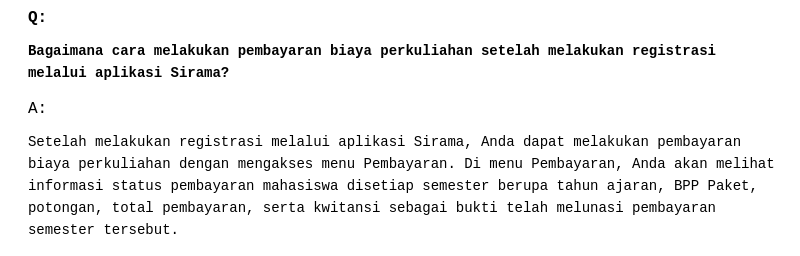 Q:
Bagaimana cara melakukan pembayaran biaya perkuliahan setelah melakukan registrasi
melalui aplikasi Sirama?
A:
Setelah melakukan registrasi melalui aplikasi Sirama, Anda dapat melakukan pembayaran
biaya perkuliahan dengan mengakses menu Pembayaran. Di menu Pembayaran, Anda akan melihat
informasi status pembayaran mahasiswa disetiap semester berupa tahun ajaran, BPP Paket,
potongan, total pembayaran, serta kwitansi sebagai bukti telah melunasi pembayaran
semester tersebut.